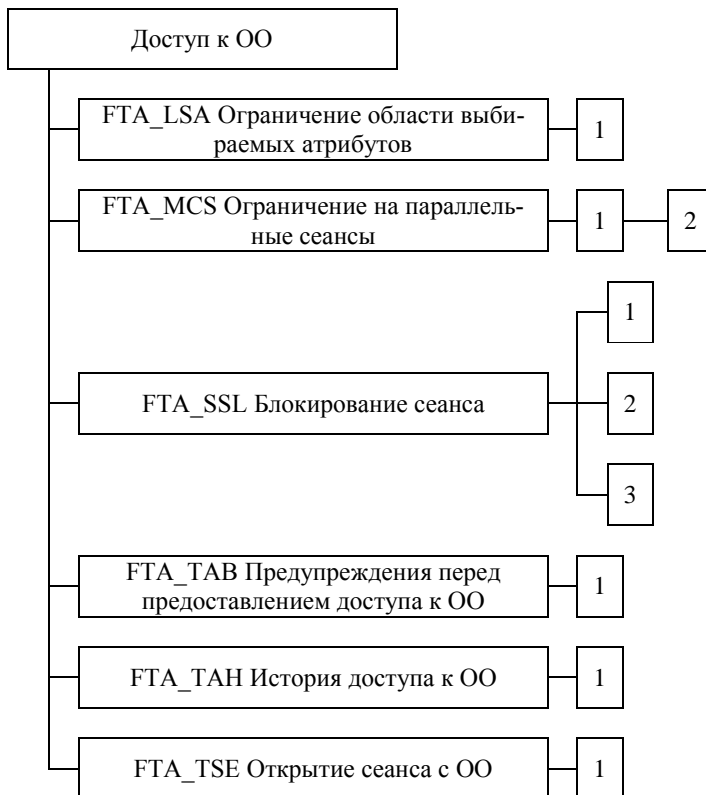 Доступ к ОО
FTA_LSA Ограничение области выби-
раемых атрибутов
1
FTA_MCS Ограничение на параллель-
ные сеансы
1
2
1
FTA_SSL Блокирование сеанса
2
3
FTA_TAB Предупреждения перед
предоставлением доступа к ОО
1
FTA_TAH История доступа к ОО
1
FTA_TSE Открытие сеанса с ОО
1